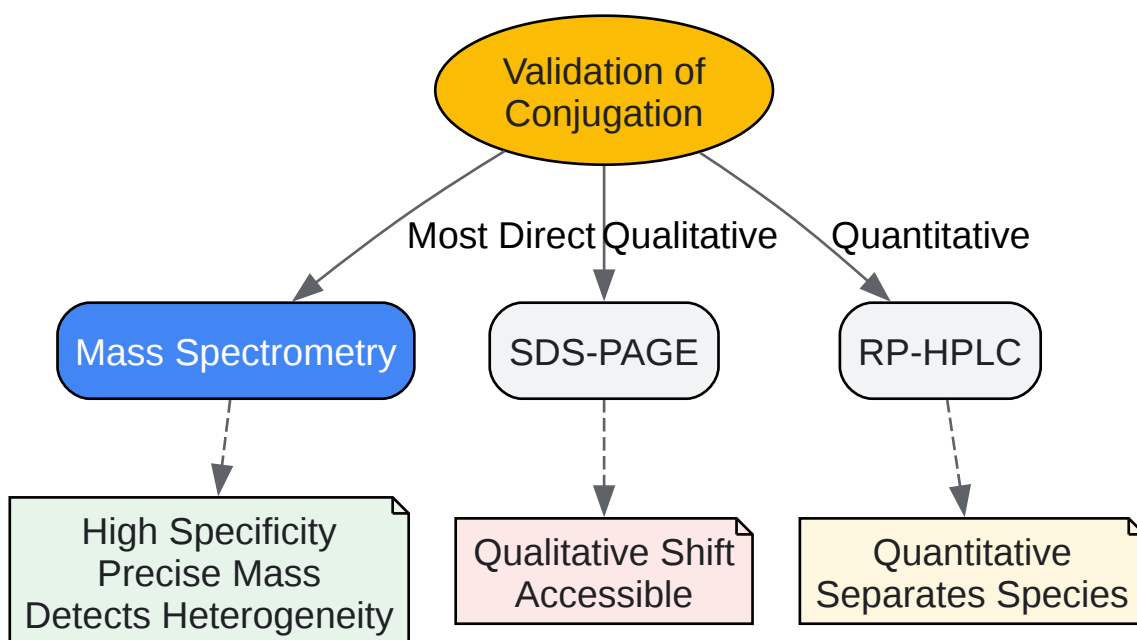 Validation of
Conjugation
Most Direct
Qualitative
Quantitative
Mass Spectrometry
SDS-PAGE
RP-HPLC
High Specificity
Precise Mass
Detects Heterogeneity
Qualitative Shift
Accessible
Quantitative
Separates Species